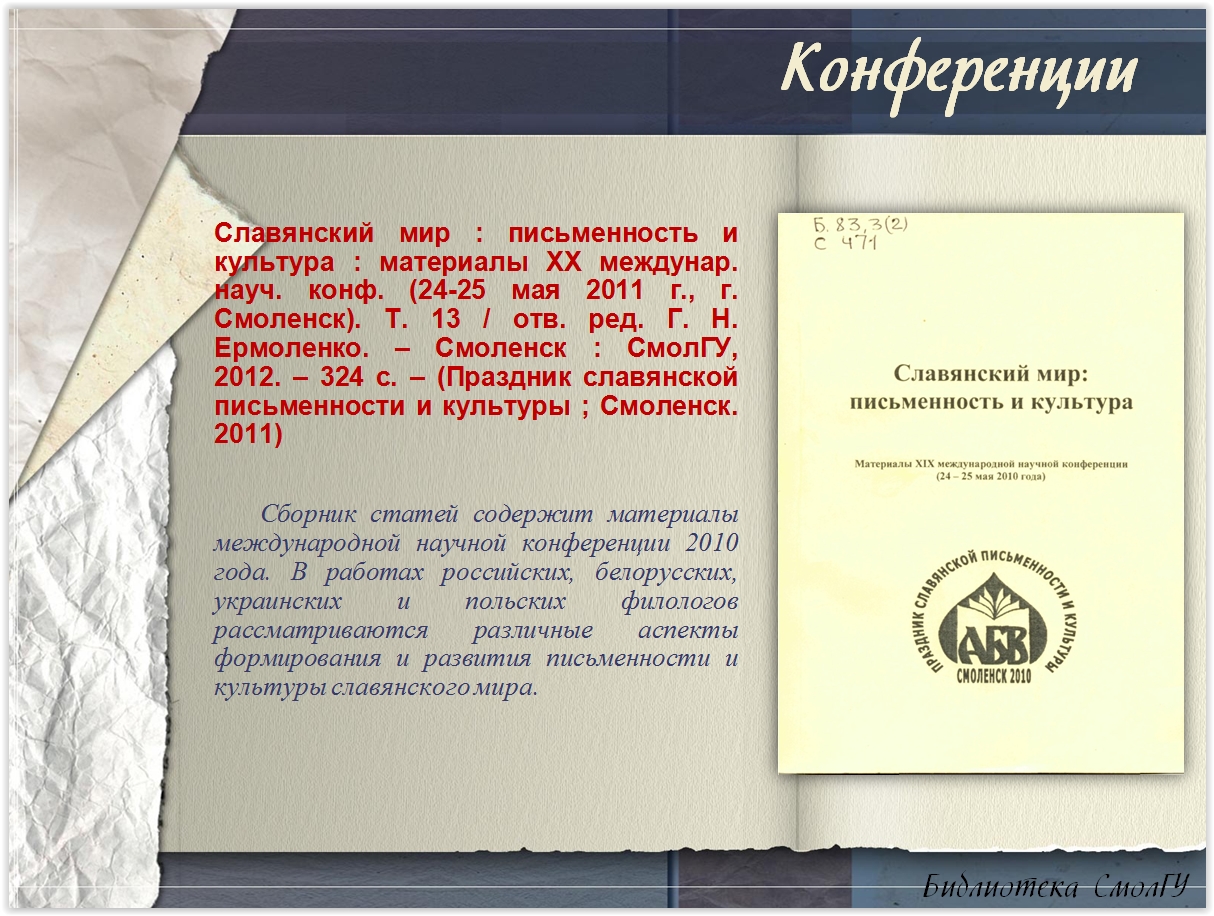 Конференции
Славянский мир : письменность и
культура : материалы XX междунар.
науч. конф. (24-25 мая 2011 г., г.
Смоленск). Т. 13 / отв. ред. Г. Н.
Ермоленко. – Смоленск : СмолГУ,
2012. – 324 с. – (Праздник славянской
письменности и культуры ; Смоленск.
2011)
Сборник статей содержит материалы
международной научной конференции 2010
года. В работах российских, белорусских,
украинских и польских филологов
рассматриваются различные аспекты
формирования и развития письменности и
культуры славянского мира.
Б. 83,3(2)
С 471
Славянский мир:
письменность и культура
Материалы XIX международной научной конференции
(24 – 25 мая 2010 года)
ПРАЗДНИК СЛАВЯНСКОЙ ПИСЬМЕННОСТИ И КУЛЬТУРЫ
АБВ
СМОЛЕНСК 2010
Библиотека СмолГУ